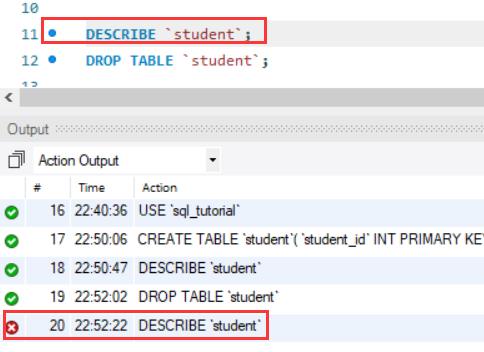 10
11 DESCRIBE `student`;
12 DROP TABLE `student`;
Output
Action Output
# Time Action
16 22:40:36 USE `sql_tutorial`
17 22:50:06 CREATE TABLE `student`( `student_id` INT PRIMARY KE
18 22:50:47 DESCRIBE `student`
19 22:52:02 DROP TABLE `student`
20 22:52:22 DESCRIBE `student`